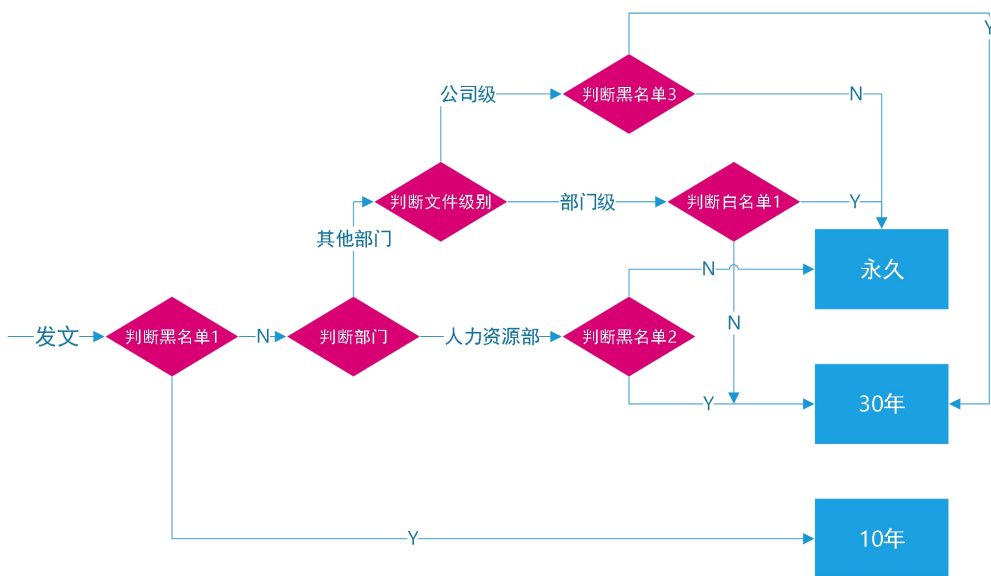 Y
公司级
判断黑名单3
N
判断文件级别
部门级
判断白名单1
Y
其他部门
永久
N
发文
判断黑名单1
N
判断部门
人力资源部
判断黑名单2
N
Y
30年
Y
10年